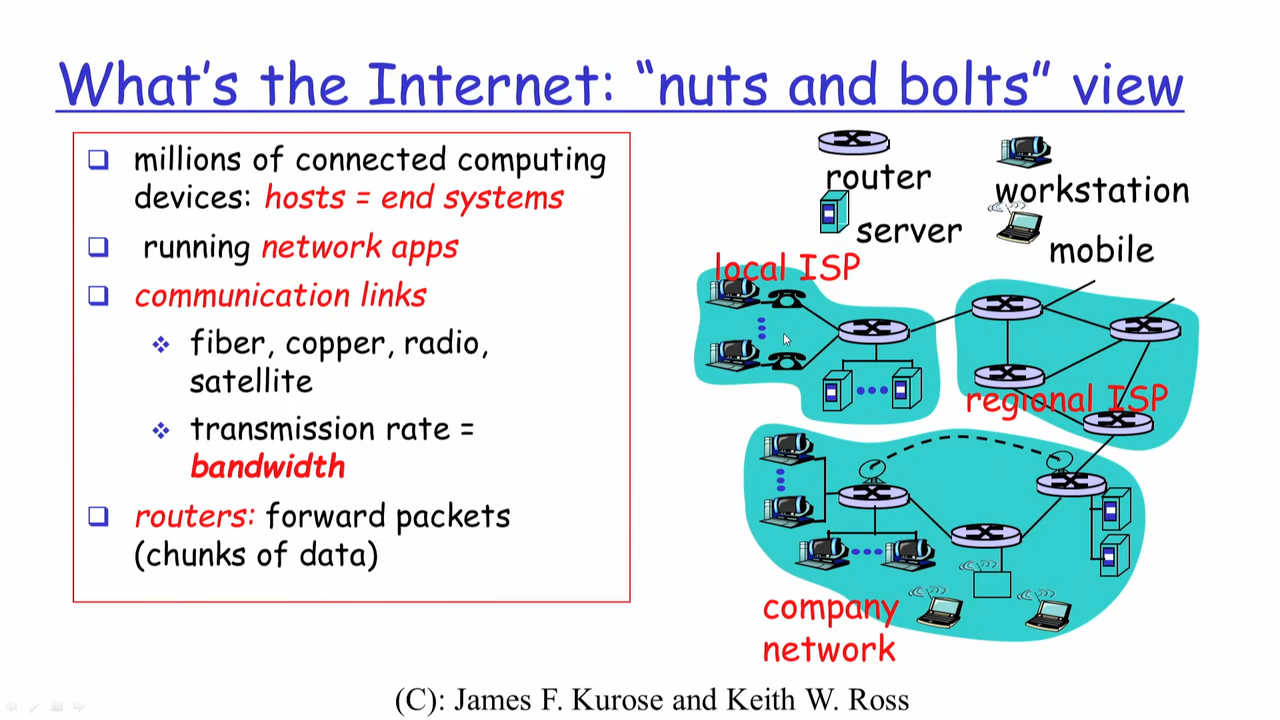 What's the Internet: “nuts and bolts” view
millions of connected computing
devices: hosts = end systems
running network apps
communication links
fiber, copper, radio,
satellite
transmission rate =
bandwidth
routers: forward packets
(chunks of data)
router
workstation
server
mobile
local ISP
regional ISP
company
network
(C): James F. Kurose and Keith W. Ross